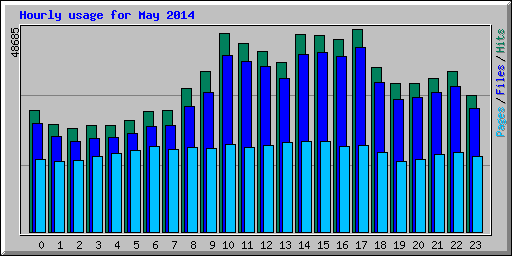 Hourly usage for May 2014
48685
Pages/Files/Hits
0 1 2 3 4 5 6 7 8 9 10 11 12 13 14 15 16 17 18 19 20 21 22 23